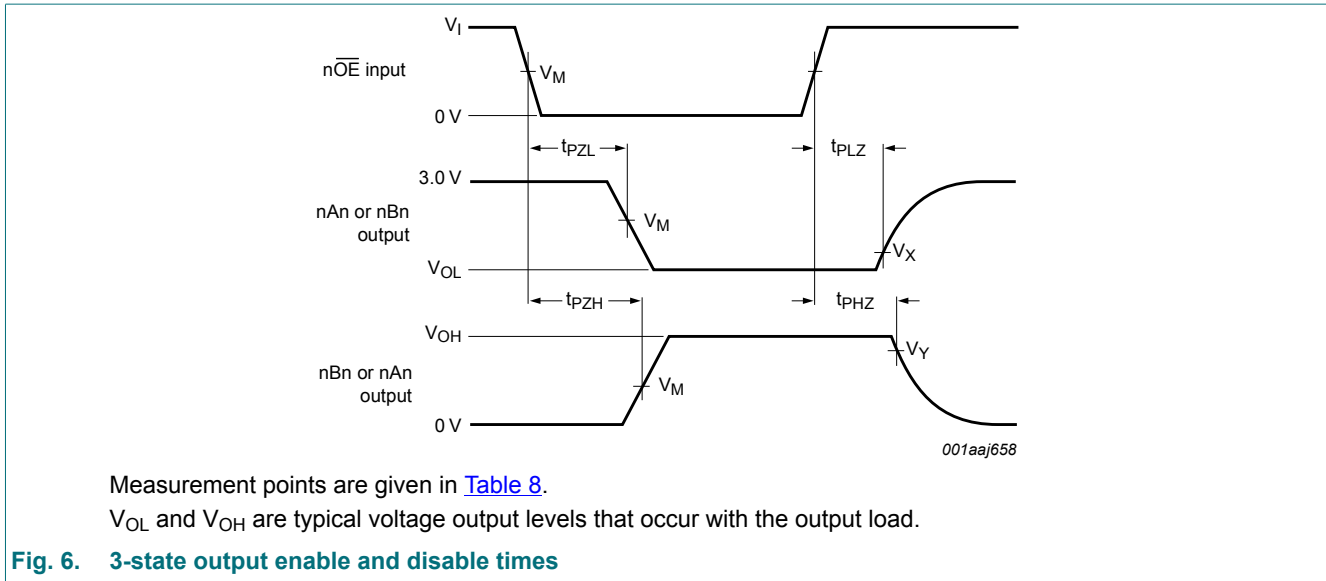 V_I
nO̅E̅ input
V_M
0 V
t_PZL
t_PLZ
3.0 V
nAn or nBn
output
V_M
V_X
V_OL
t_PZH
t_PHZ
V_OH
V_Y
nBn or nAn
output
V_M
0 V
001aaj658
Measurement points are given in Table 8.
V_OL and V_OH are typical voltage output levels that occur with the output load.
Fig. 6. 3-state output enable and disable times